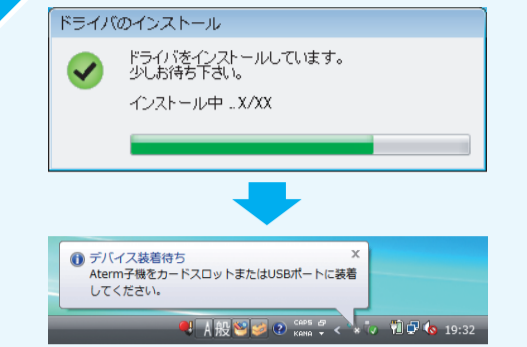 ドライバのインストール
ドライバをインストールしています。
少しお待ち下さい。
インストール中 ..X/XX
デバイス装着待ち
Aterm子機をカードスロットまたはUSBポートに装着
してください。
A 般 CAPS KANA 19:32